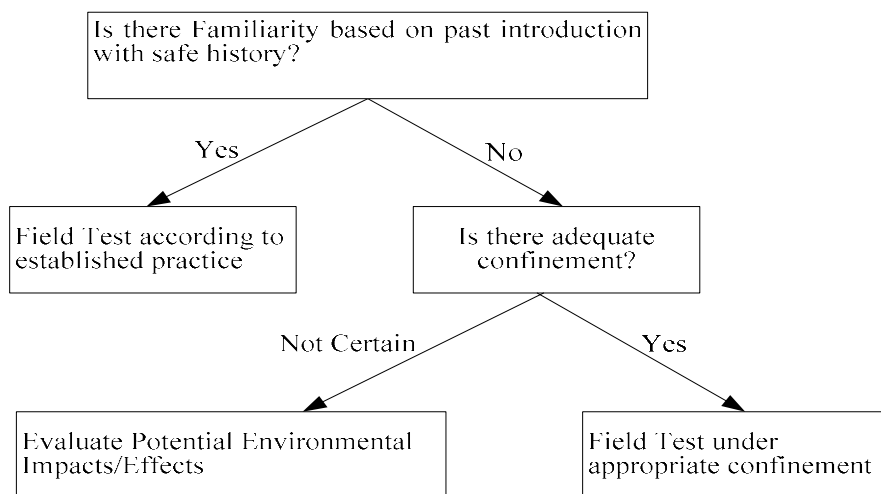 Is there Familiarity based on past introduction
with safe history?
Yes
No
Field Test according to
established practice
Is there adequate
confinement?
Not Certain
Yes
Evaluate Potential Environmental
Impacts/Effects
Field Test under
appropriate confinement